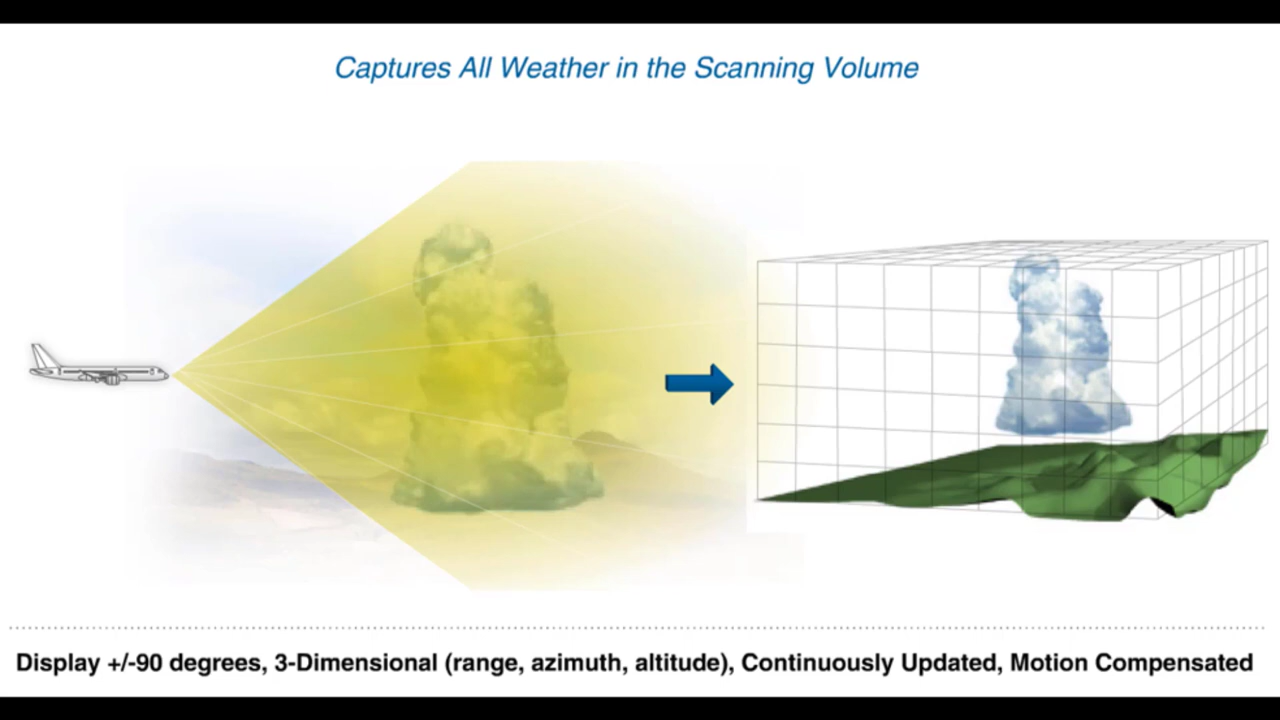 Captures All Weather in the Scanning Volume
Display +/-90 degrees, 3-Dimensional (range, azimuth, altitude), Continuously Updated, Motion Compensated